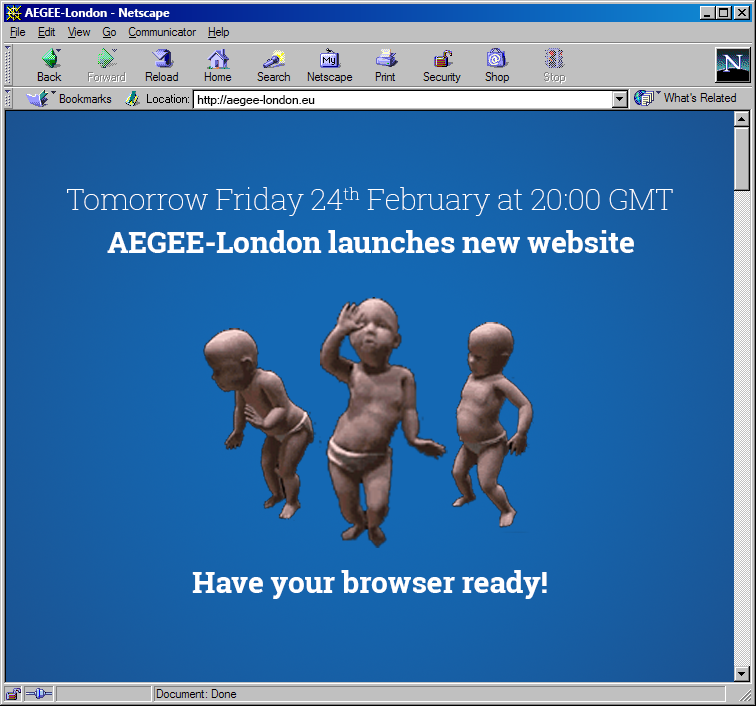 AEGEE-London - Netscape
File Edit View Go Communicator Help
My N
Back Forward Reload Home Search Netscape Print Security Shop Stop
Bookmarks Location: http://aegee-london.eu What's Related
Tomorrow Friday 24th February at 20:00 GMT
AEGEE-London launches new website
Have your browser ready!
Document: Done